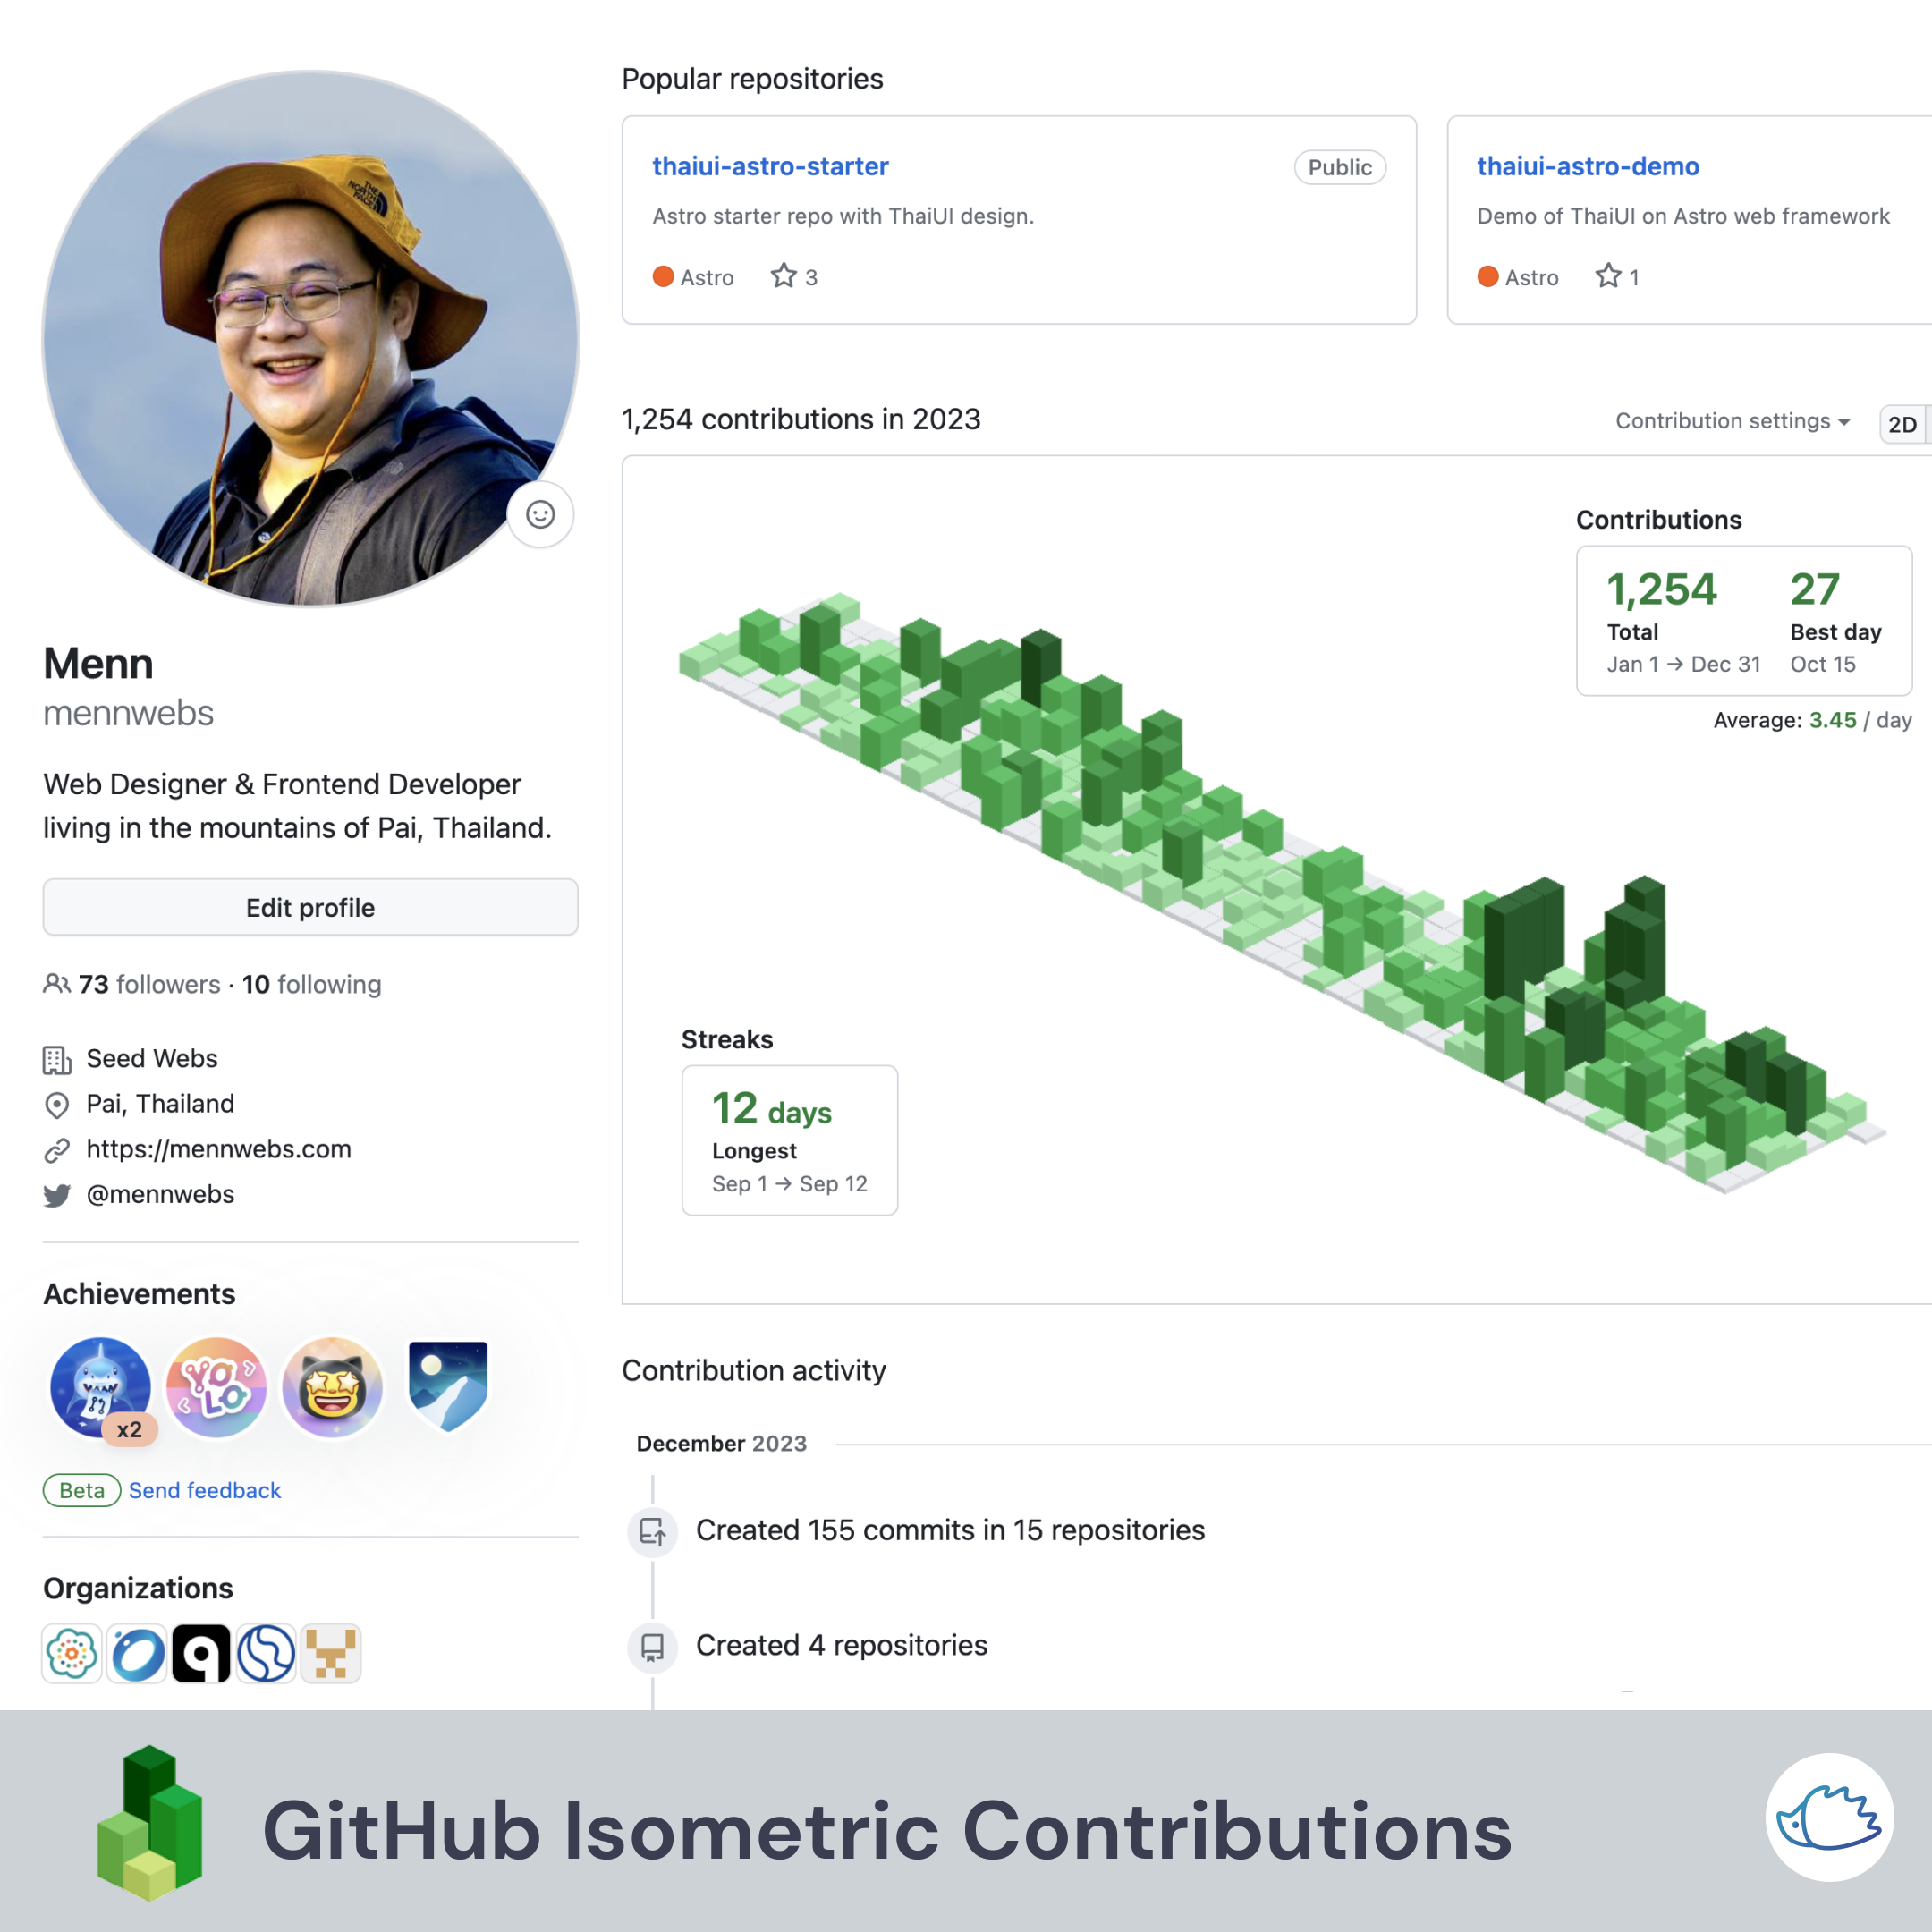 THE
NORTH
FACE
Menn
mennwebs
Web Designer & Frontend Developer
living in the mountains of Pai, Thailand.
Edit profile
73 followers · 10 following
Seed Webs
Pai, Thailand
https://mennwebs.com
@mennwebs
Achievements
x2
YOLO
Beta Send feedback
Organizations
Popular repositories
thaiui-astro-starter Public
Astro starter repo with ThaiUI design.
Astro 3
thaiui-astro-demo
Demo of ThaiUI on Astro web framework
Astro 1
1,254 contributions in 2023
Contribution settings
2D
Contributions
1,254 27
Total Best day
Jan 1 → Dec 31 Oct 15
Average: 3.45 / day
Streaks
12 days
Longest
Sep 1 → Sep 12
Contribution activity
December 2023
Created 155 commits in 15 repositories
Created 4 repositories
GitHub Isometric Contributions